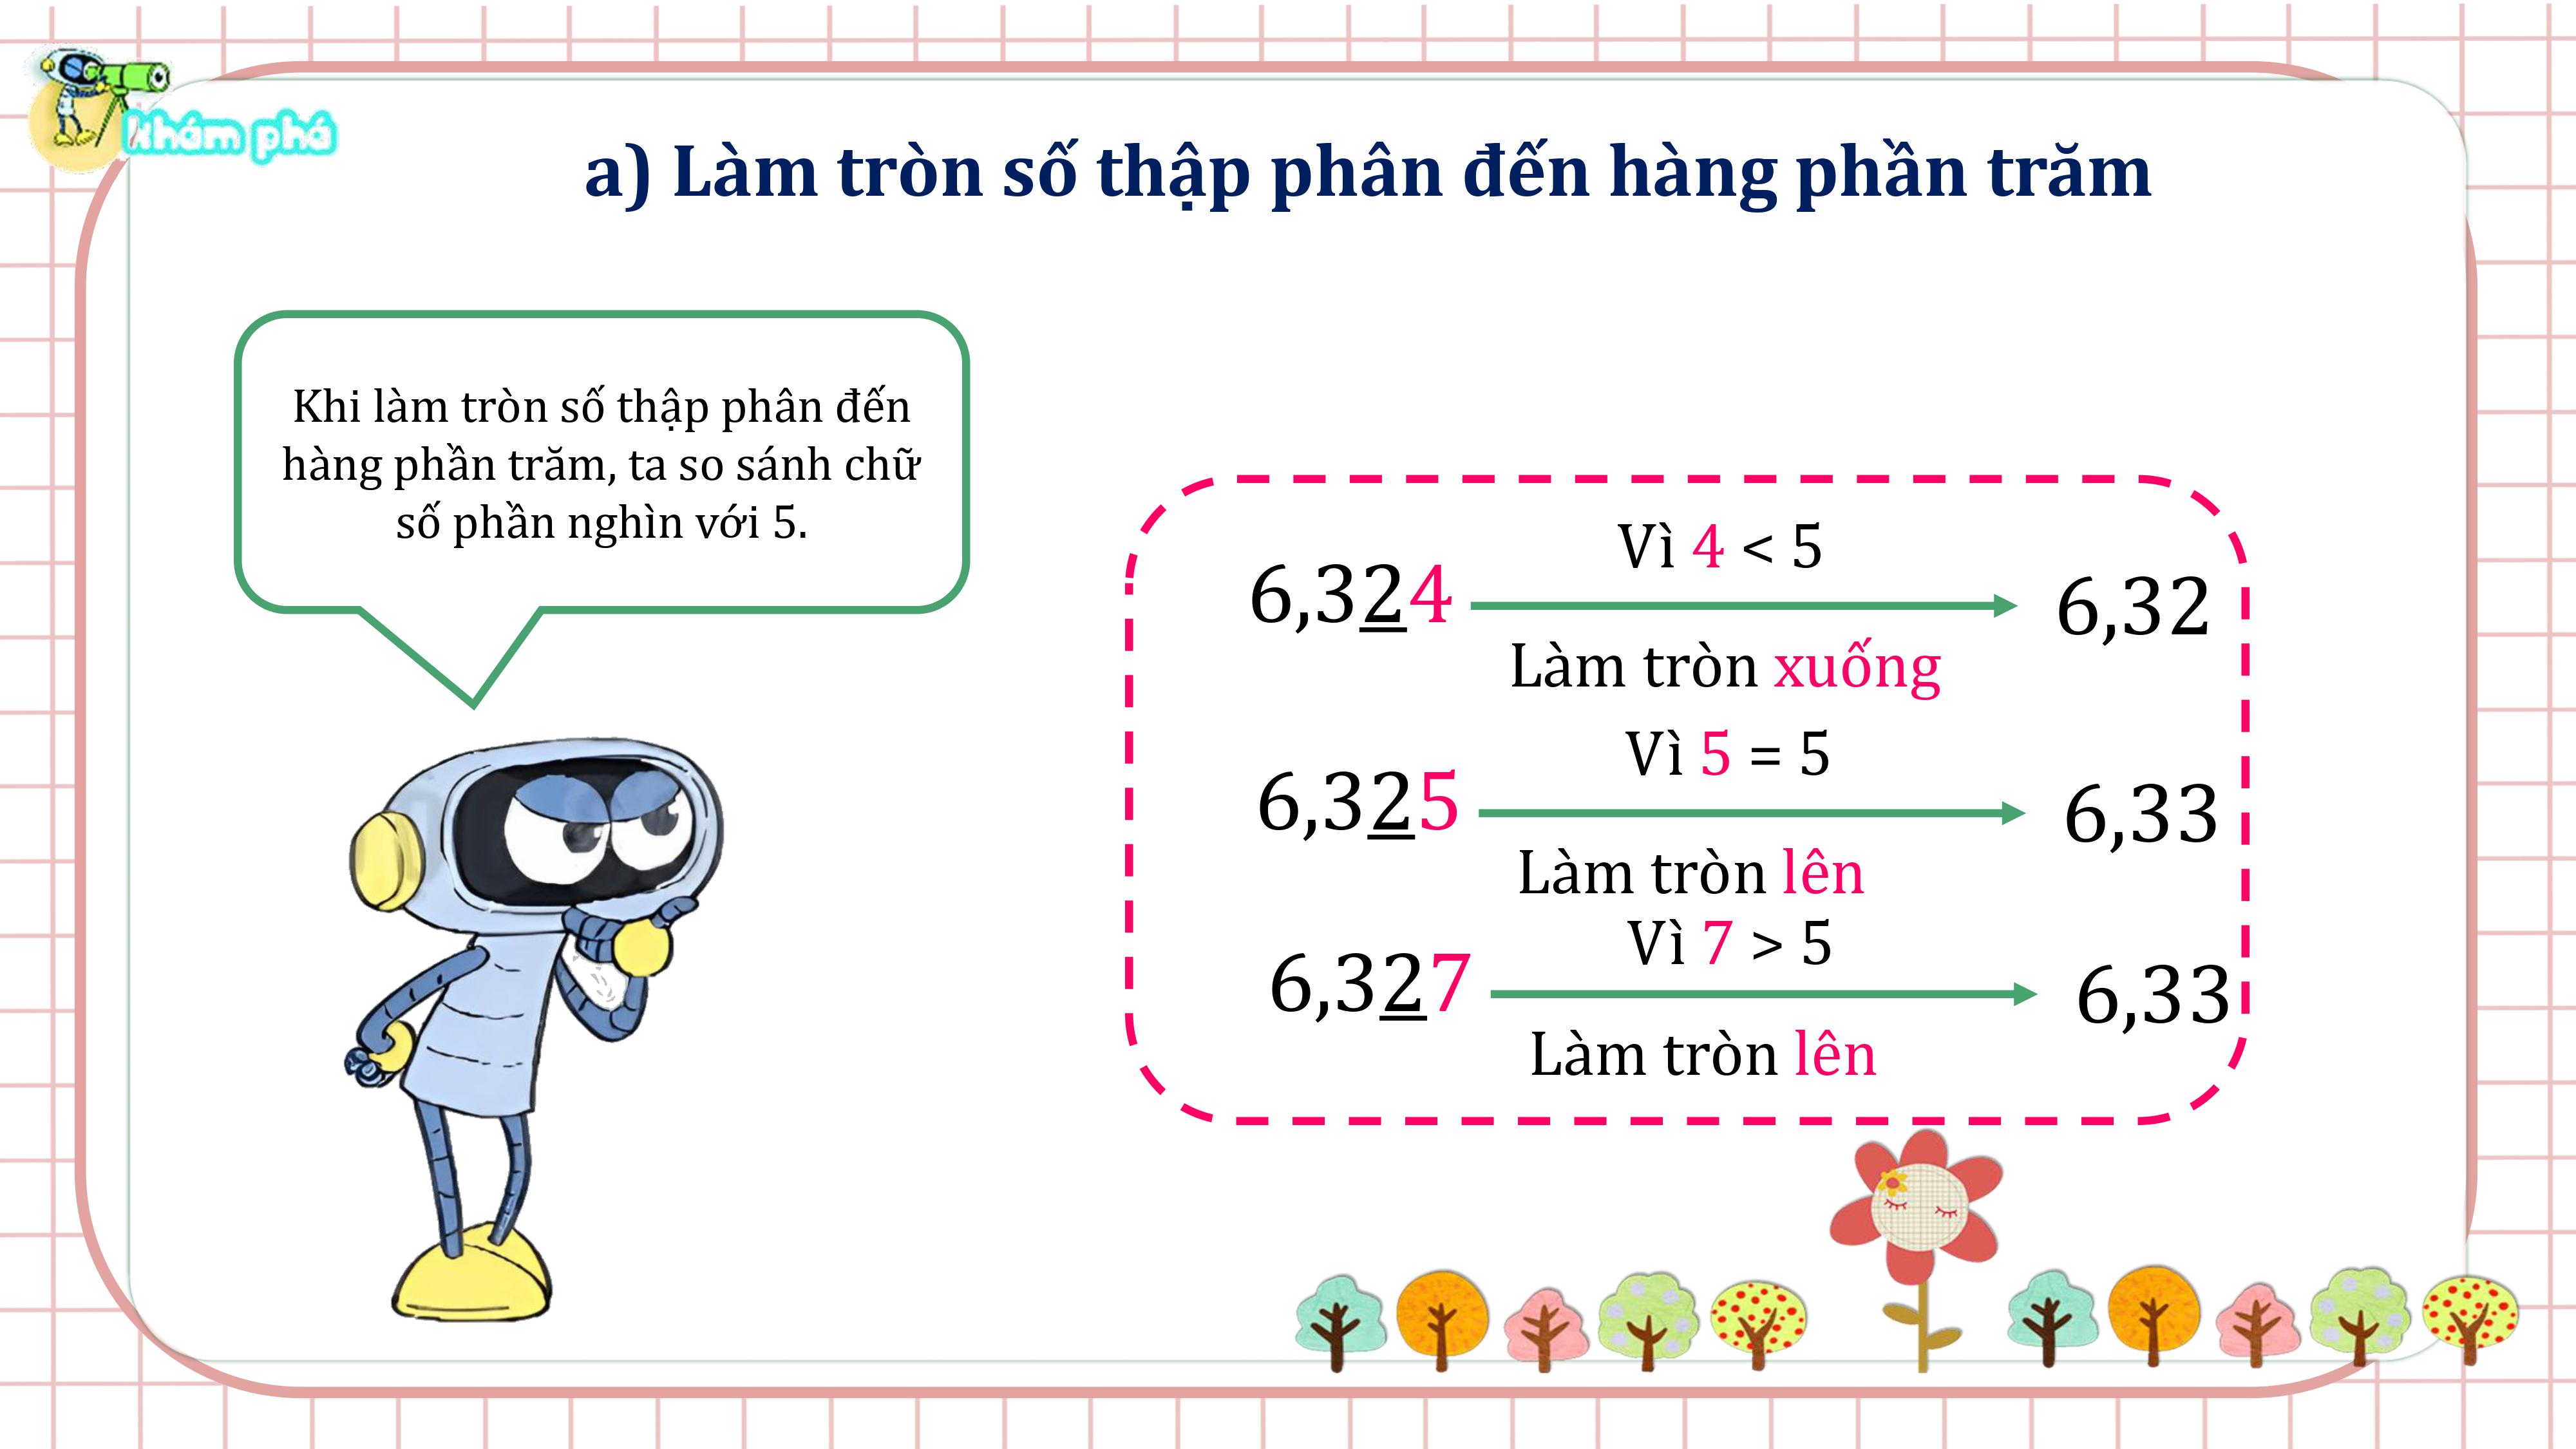 Khám phá
a) Làm tròn số thập phân đến hàng phần trăm
Khi làm tròn số thập phân đến
hàng phần trăm, ta so sánh chữ
số phần nghìn với 5.
Vì 4 < 5
6,324
6,32
Làm tròn xuống
Vì 5 = 5
6,325
6,33
Làm tròn lên
Vì 7 > 5
6,327
6,33
Làm tròn lên